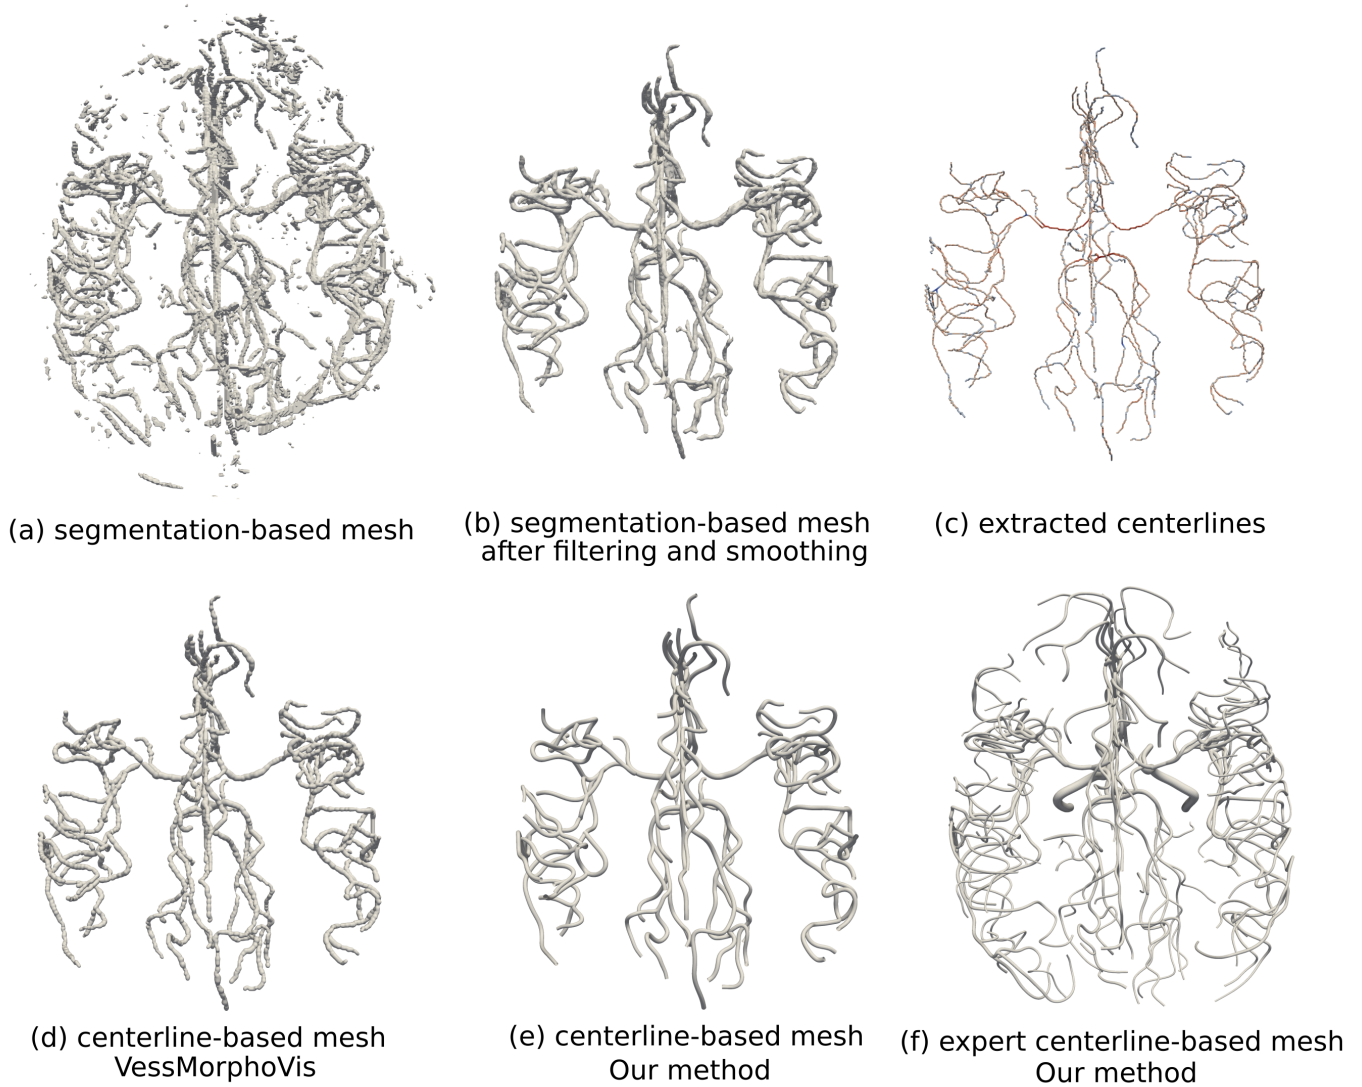 (a) segmentation-based mesh
(b) segmentation-based mesh
after filtering and smoothing
(c) extracted centerlines
(d) centerline-based mesh
VessMorphoVis
(e) centerline-based mesh
Our method
(f) expert centerline-based mesh
Our method